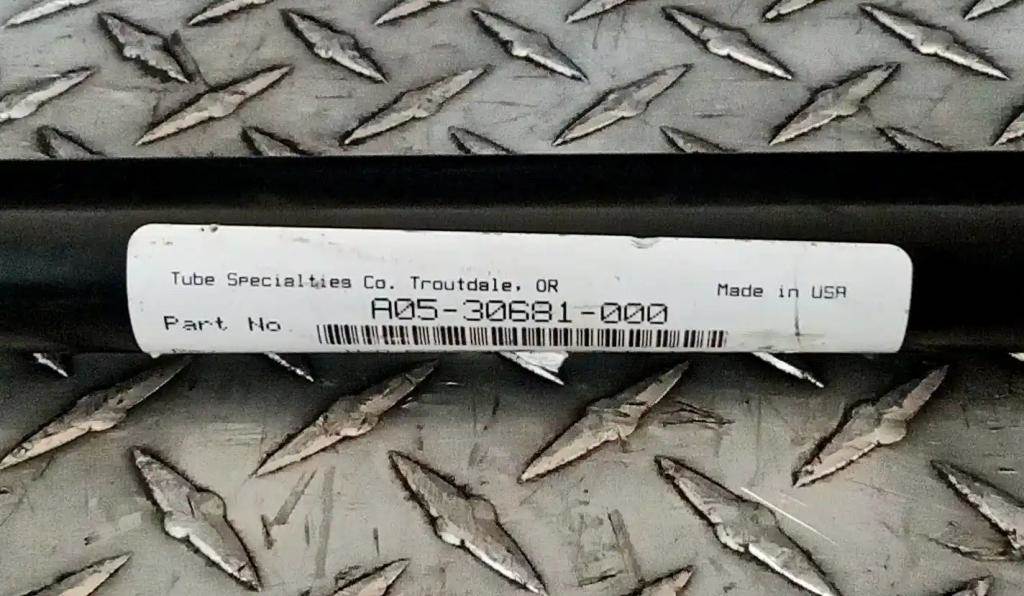 Tube Specialties Co. Troutdale, OR
Made in USA
A05-30681-000
Part No